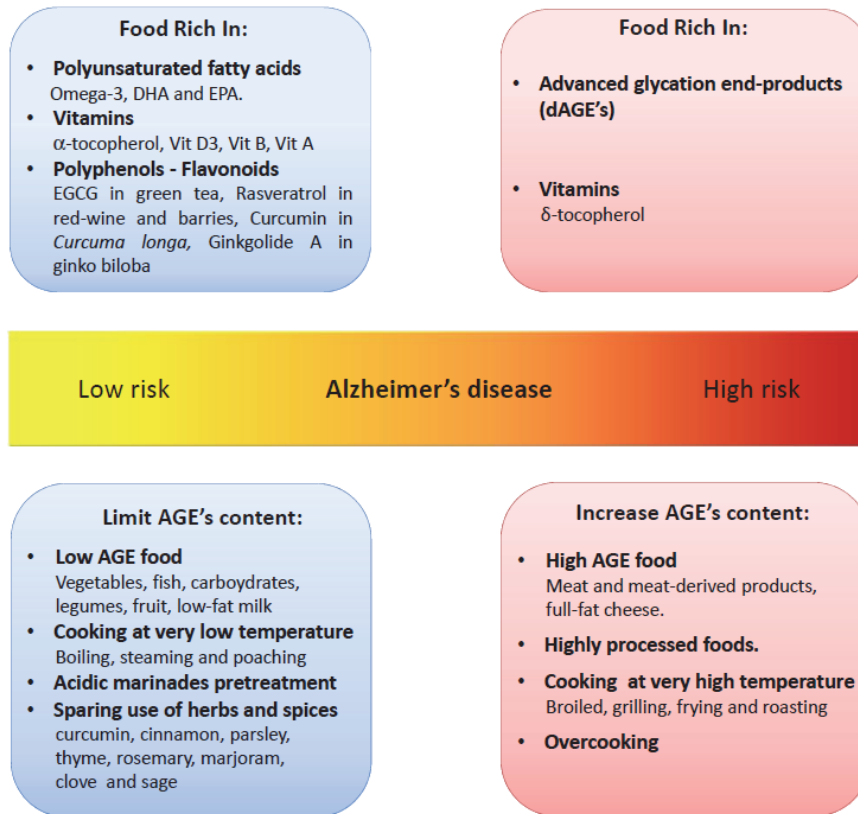 Food Rich In:
• Polyunsaturated fatty acids
Omega-3, DHA and EPA.
• Vitamins
α-tocopherol, Vit D3, Vit B, Vit A
• Polyphenols - Flavonoids
EGCG in green tea, Rasveratrol in
red-wine and barries, Curcumin in
Curcuma longa, Ginkgolide A in
ginko biloba
Food Rich In:
• Advanced glycation end-products
(dAGE’s)
• Vitamins
δ-tocopherol
Low risk Alzheimer’s disease High risk
Limit AGE’s content:
• Low AGE food
Vegetables, fish, carboydrates,
legumes, fruit, low-fat milk
• Cooking at very low temperature
Boiling, steaming and poaching
• Acidic marinades pretreatment
• Sparing use of herbs and spices
curcumin, cinnamon, parsley,
thyme, rosemary, marjoram,
clove and sage
Increase AGE’s content:
• High AGE food
Meat and meat-derived products,
full-fat cheese.
• Highly processed foods.
• Cooking at very high temperature
Broiled, grilling, frying and roasting
• Overcooking